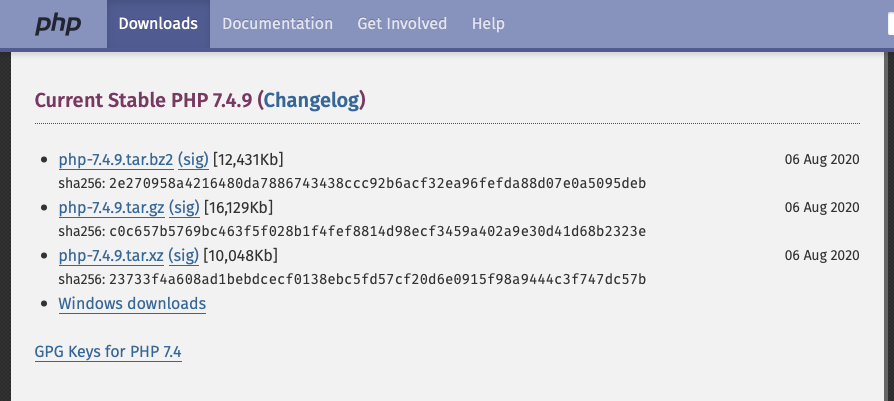 php Downloads Documentation Get Involved Help
Current Stable PHP 7.4.9 (Changelog)
php-7.4.9.tar.bz2 (sig) [12,431Kb] 06 Aug 2020
sha256: 2e270958a4216480da7886743438ccc92b6acf32ea96fefda88d07e0a5095deb
php-7.4.9.tar.gz (sig) [16,129Kb] 06 Aug 2020
sha256: c0c657b5769bc463f5f028b1f4fef8814d98ecf3459a402a9e30d41d68b2323e
php-7.4.9.tar.xz (sig) [10,048Kb] 06 Aug 2020
sha256: 23733f4a608ad1bebdcecf0138ebc5fd57cf20d6e0915f98a9444c3f747dc57b
Windows downloads
GPG Keys for PHP 7.4